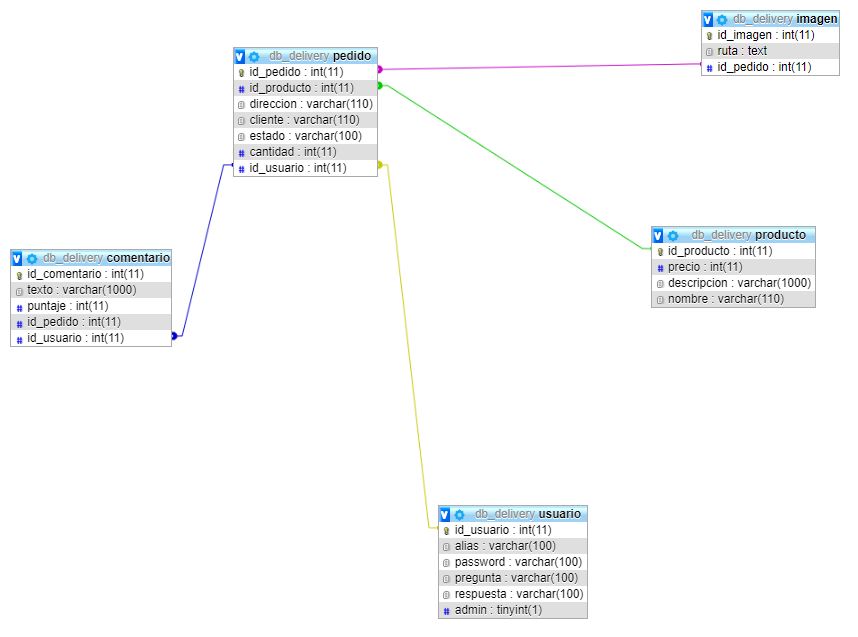 db_delivery imagen
id_imagen : int(11)
ruta : text
id_pedido : int(11)
db_delivery pedido
id_pedido : int(11)
id_producto : int(11)
direccion : varchar(110)
cliente : varchar(110)
estado : varchar(100)
cantidad : int(11)
id_usuario : int(11)
db_delivery producto
id_producto : int(11)
precio : int(11)
descripcion : varchar(1000)
nombre : varchar(110)
db_delivery comentario
id_comentario : int(11)
texto : varchar(1000)
puntaje : int(11)
id_pedido : int(11)
id_usuario : int(11)
db_delivery usuario
id_usuario : int(11)
alias : varchar(100)
password : varchar(100)
pregunta : varchar(100)
respuesta : varchar(100)
admin : tinyint(1)